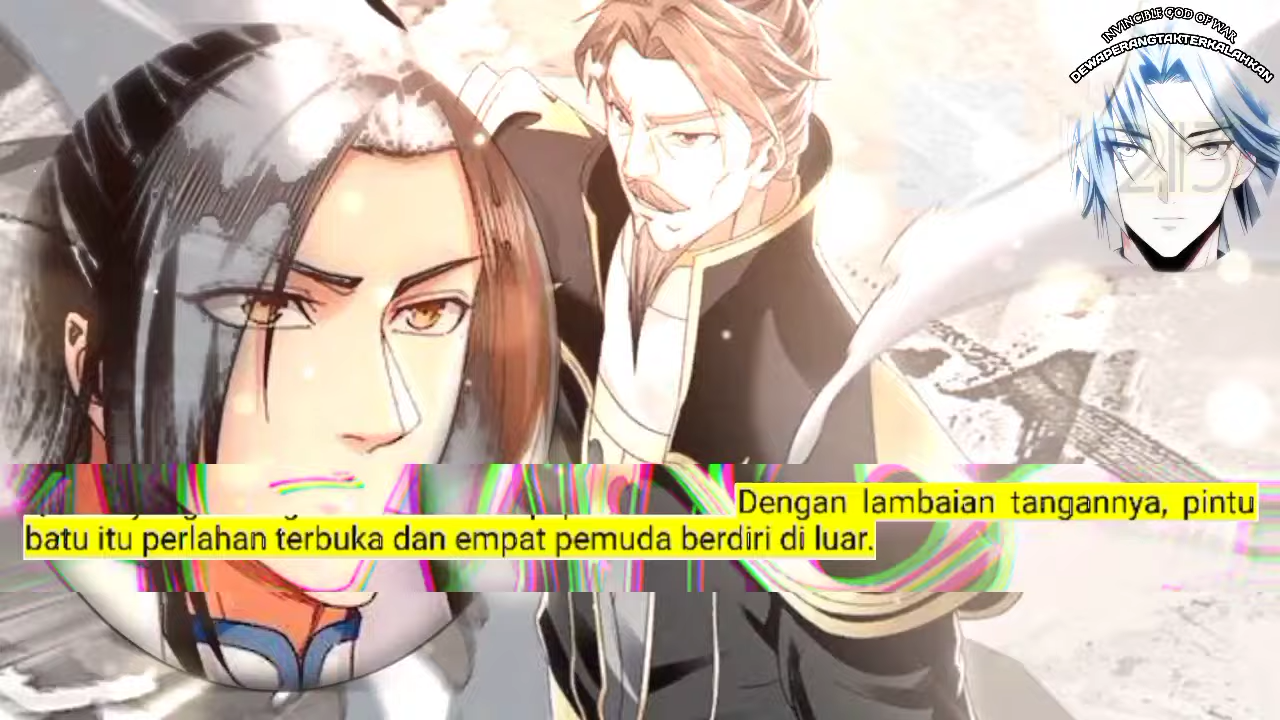 INVINCIBLE GOD OF WAR
DEWAPERANGTAKTERKALAHKAN
Dengan lambaian tangannya, pintu
batu itu perlahan terbuka dan empat pemuda berdiri di luar.